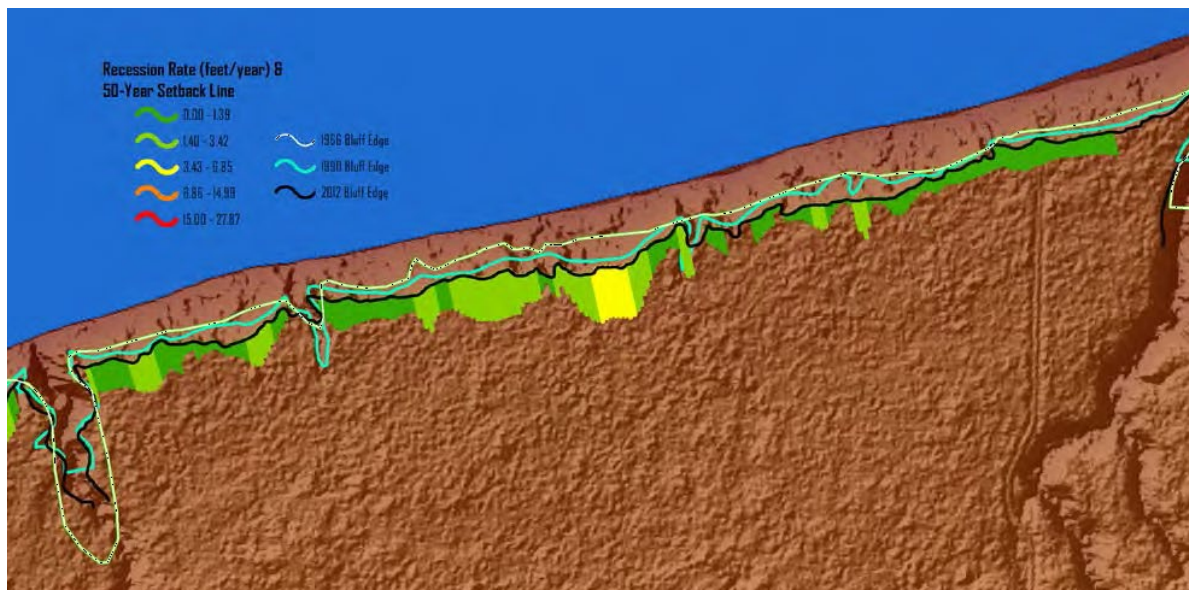 Recession Rate (feet/year) &
50-Year Setback Line
0.00 - 1.39
1.40 - 3.42
3.43 - 6.85
6.86 - 14.99
15.00 - 27.87
1956 Bluff Edge
1990 Bluff Edge
2012 Bluff Edge